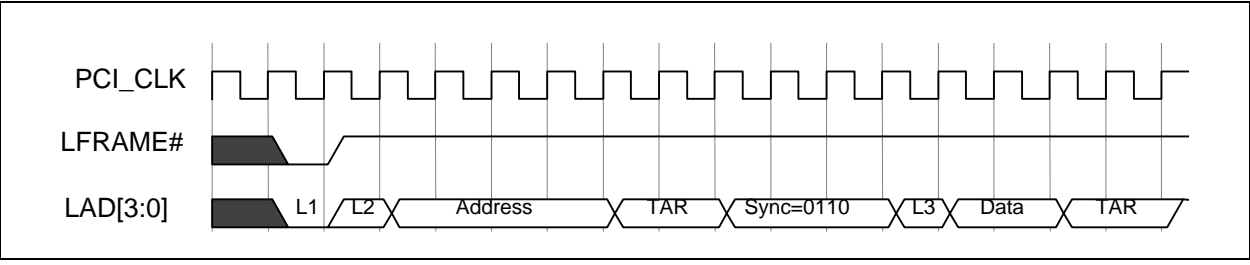 PCI_CLK
LFRAME#
LAD[3:0] L1 L2 Address TAR Sync=0110 L3 Data TAR